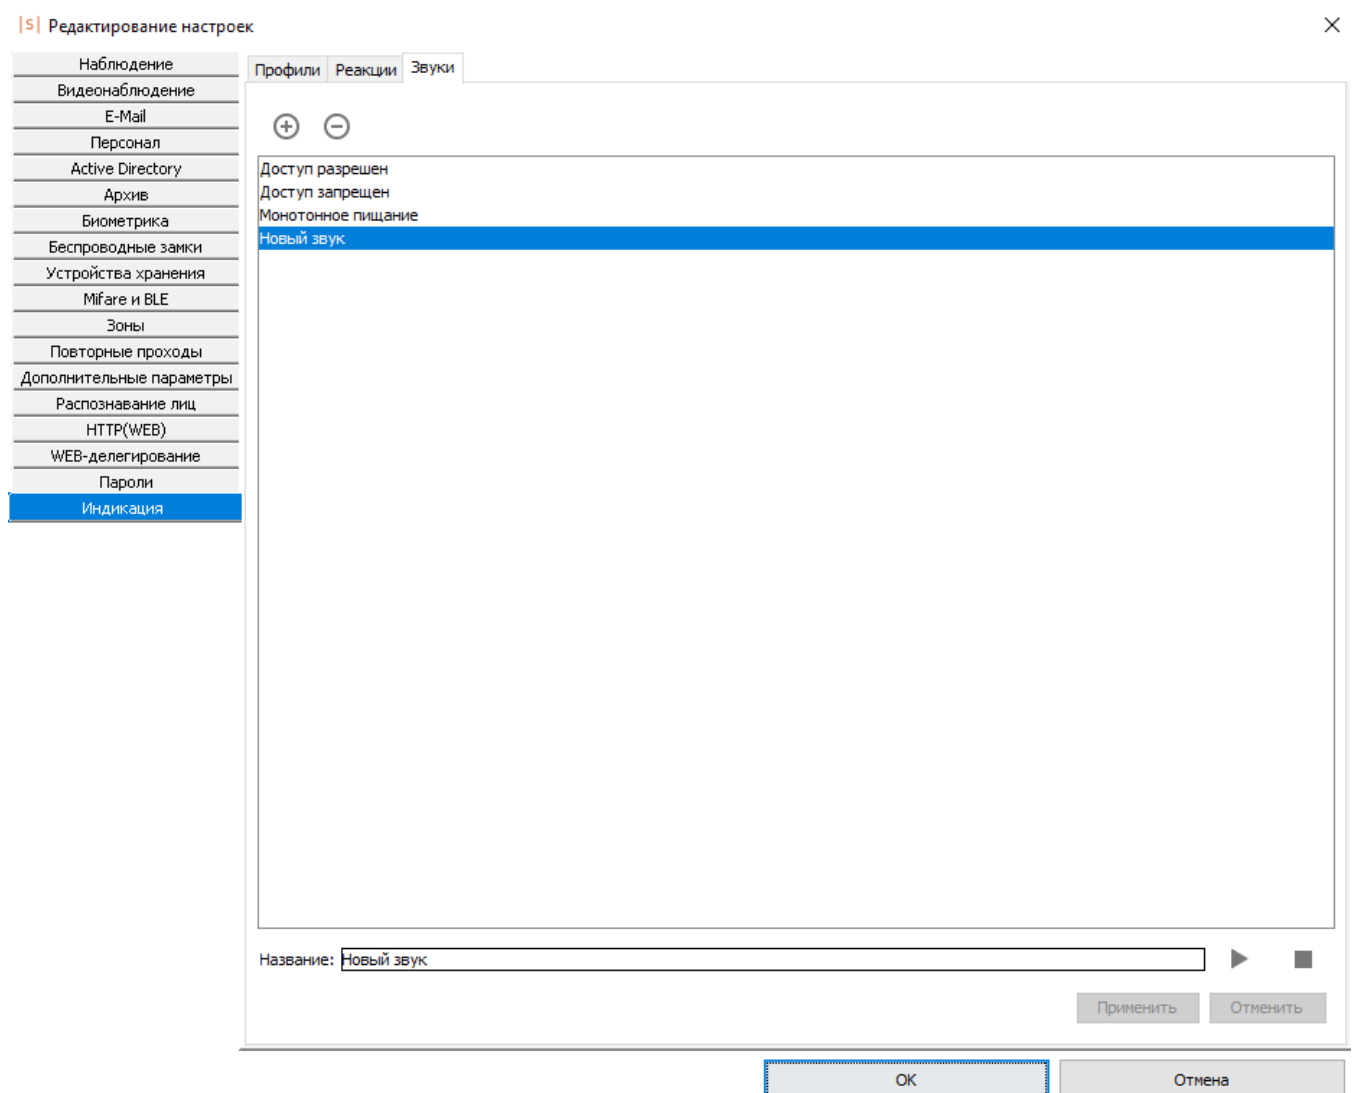 |S| Редактирование настроек
Наблюдение
Видеонаблюдение
E-Mail
Персонал
Active Directory
Архив
Биометрика
Беспроводные замки
Устройства хранения
Mifare и BLE
Зоны
Повторные проходы
Дополнительные параметры
Распознавание лиц
HTTP(WEB)
WEB-делегирование
Пароли
Индикация
Профили Реакции Звуки
Доступ разрешен
Доступ запрещен
Монотонное пищание
Новый звук
Название: Новый звук
Применить Отменить
OK Отмена